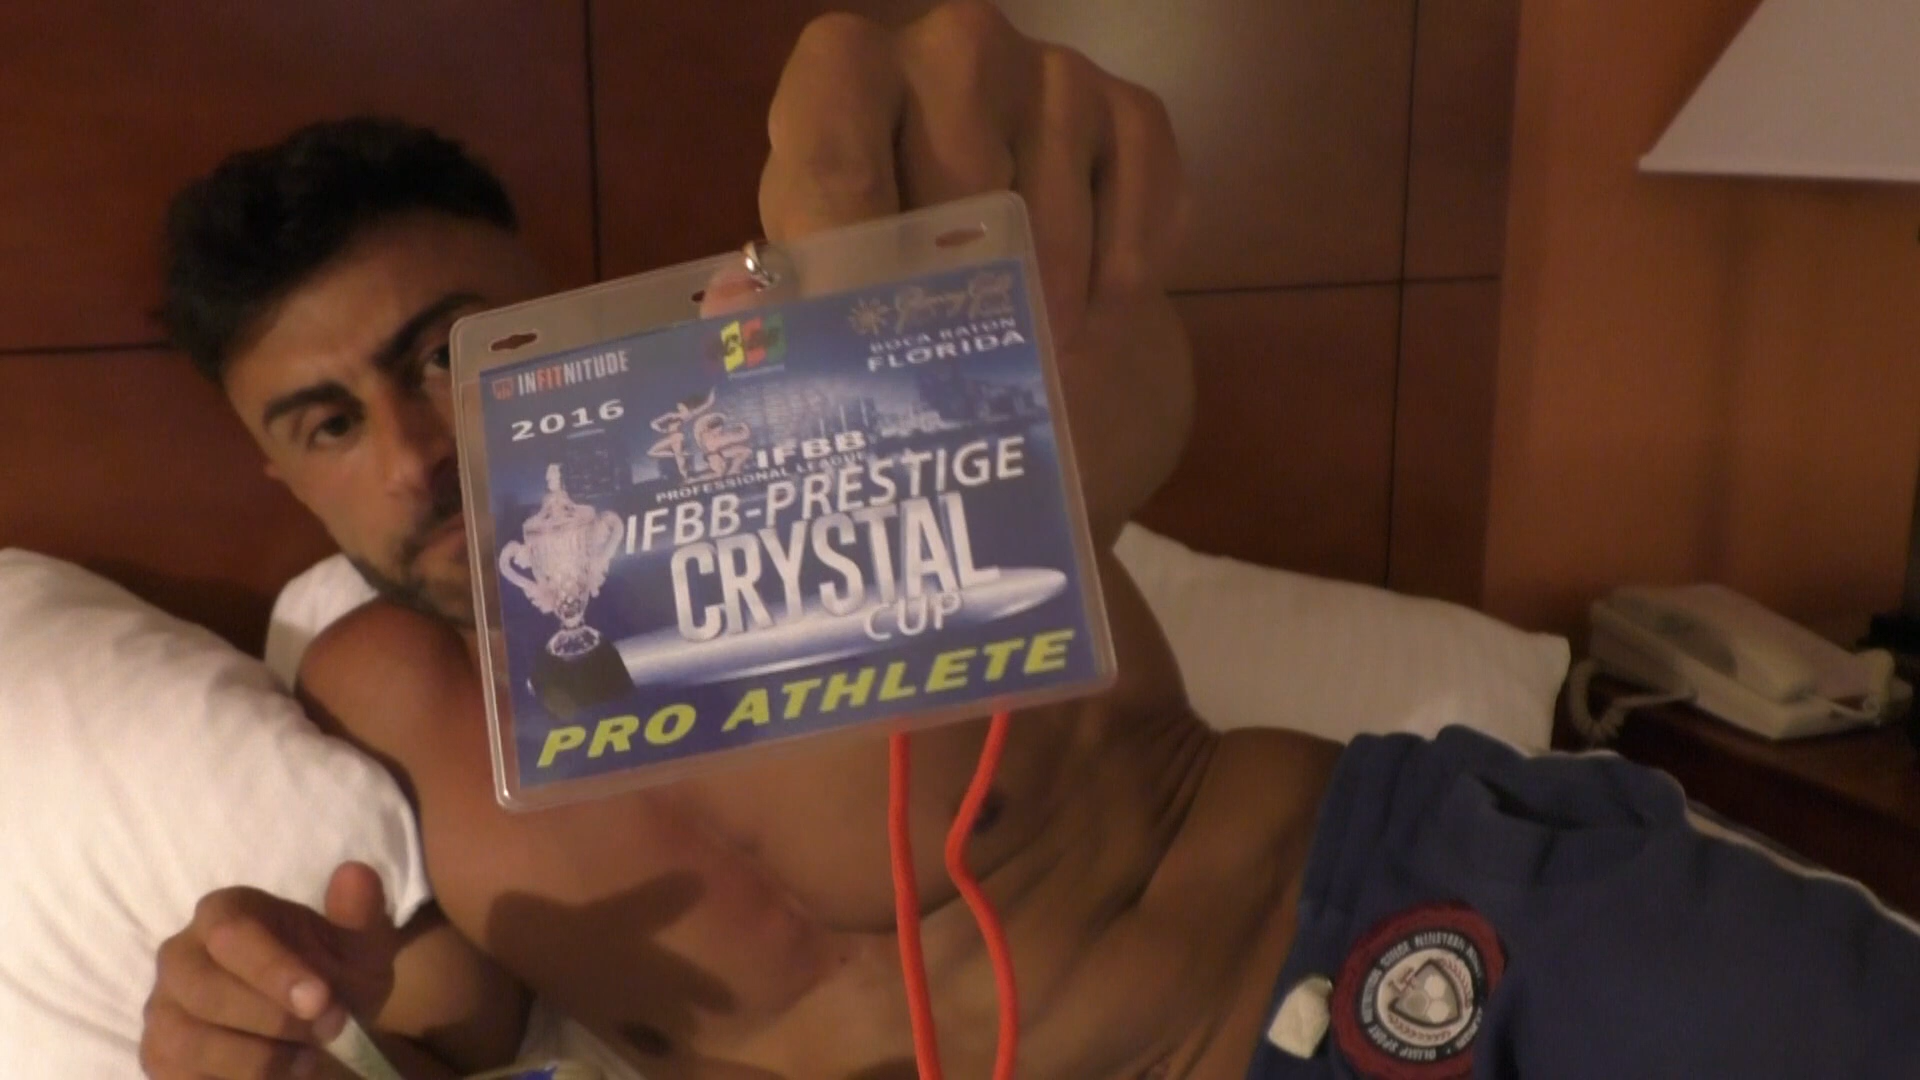 INFITNITUDE
BOCA RATON
FLORIDA
2016
IFBB
PROFESSIONAL LEAGUE
IFBB-PRESTIGE
CRYSTAL
CUP
PRO ATHLETE